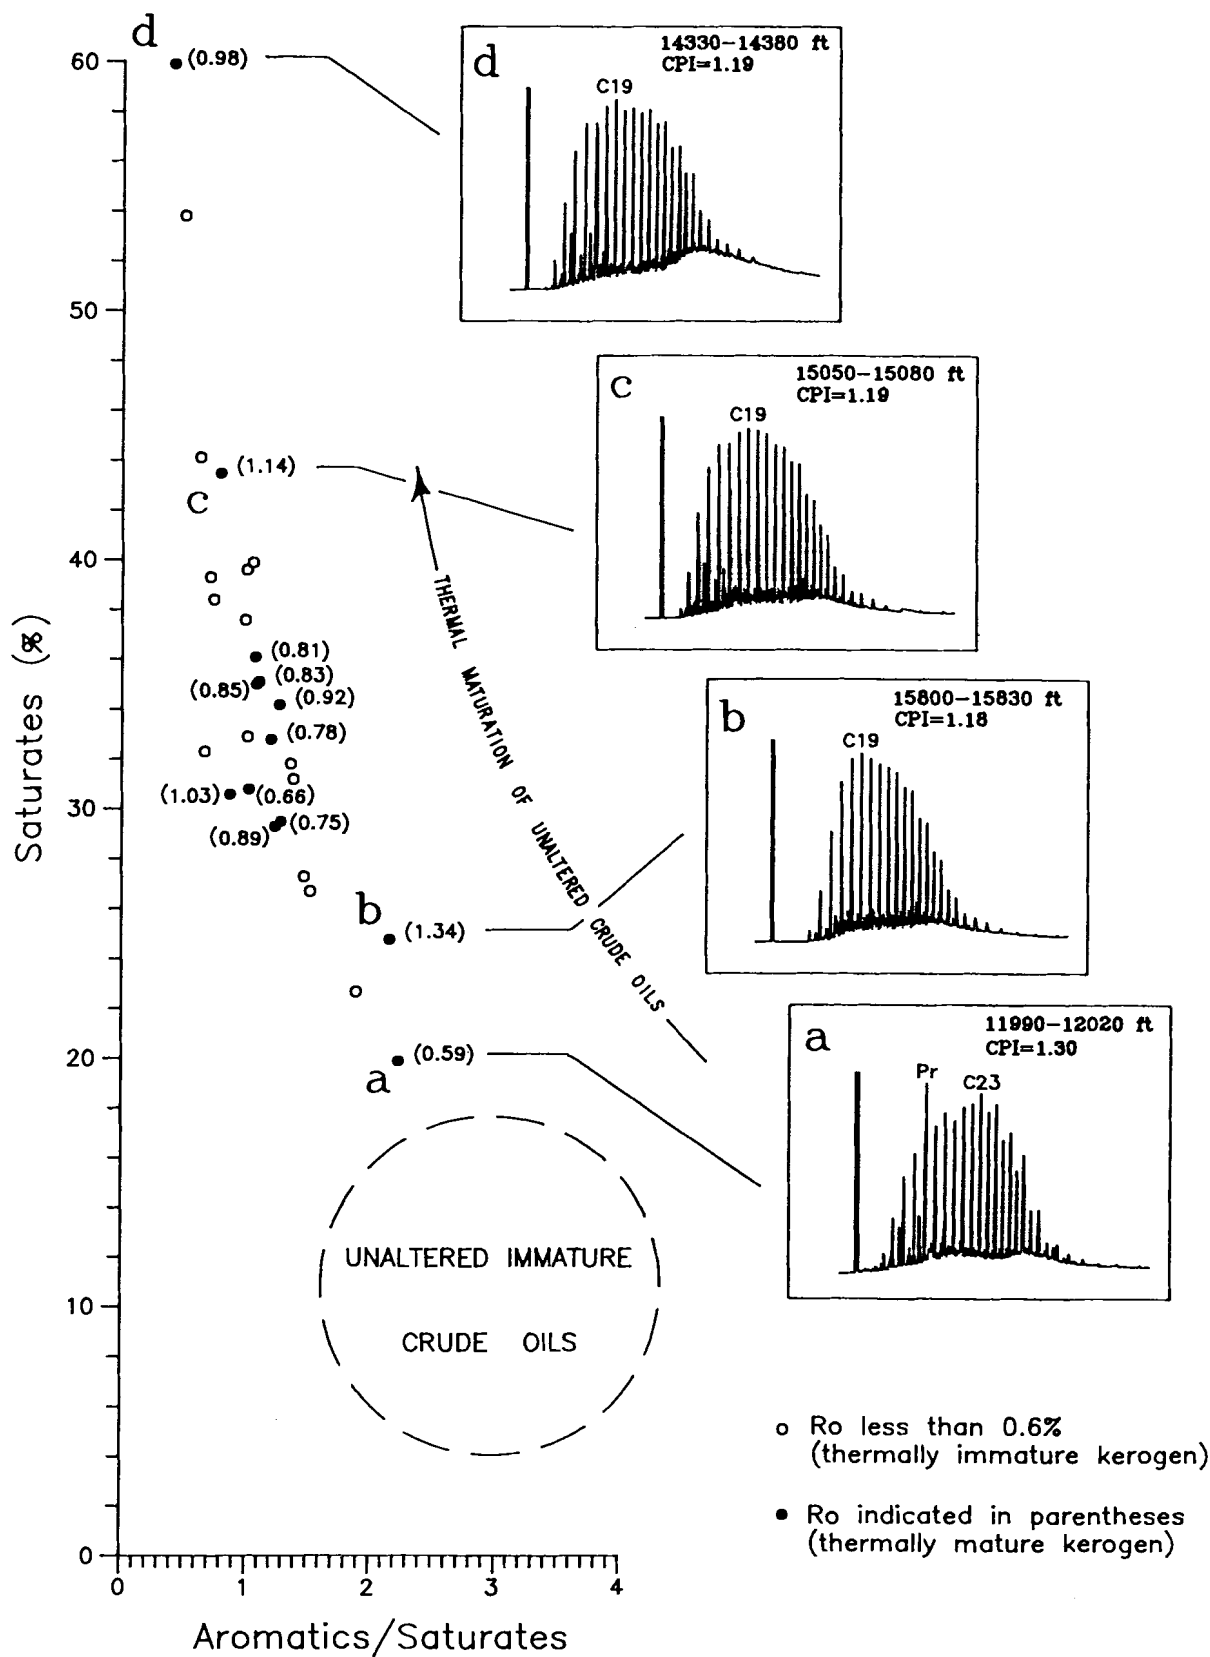 d
60
(0.98)
50
(1.14)
c
40
(0.81)
(0.83)
(0.85)
(0.92)
(0.78)
(1.03)
(0.66)
30
(0.75)
(0.89)
b
(1.34)
20
(0.59)
a
10
0
Saturates (%)
0 1 2 3 4
Aromatics/Saturates
THERMAL MATURATION OF UNALTERED CRUDE OILS
UNALTERED IMMATURE
CRUDE OILS
d
14330-14380 ft
CPI=1.19
C19
c
15050-15080 ft
CPI=1.19
C19
b
15800-15830 ft
CPI=1.18
C19
a
11990-12020 ft
CPI=1.30
Pr
C23
Ro less than 0.6%
(thermally immature kerogen)
Ro indicated in parentheses
(thermally mature kerogen)